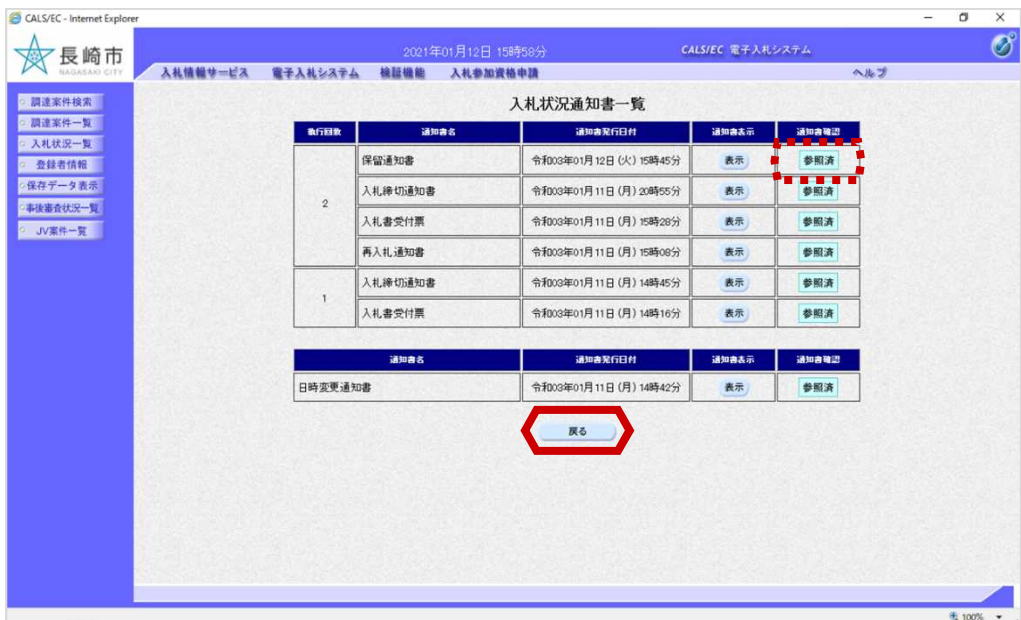 CALS/EC - Internet Explorer
長崎市
NAGASAKI CITY
2021年01月12日 15時58分
CALS/EC 電子入札システム
入札情報サービス 電子入札システム 検証機能 入札参加資格申請 ヘルプ
調達案件検索
調達案件一覧
入札状況一覧
登録者情報
保存データ表示
事後審査状況一覧
JV案件一覧
入札状況通知書一覧
執行回数 通知書名 通知書発行日付 通知書表示 通知書確認
2
保留通知書 令和03年01月12日(火)15時45分 表示 参照済
入札締切通知書 令和03年01月11日(月)20時55分 表示 参照済
入札書受付票 令和03年01月11日(月)15時28分 表示 参照済
再入札通知書 令和03年01月11日(月)15時08分 表示 参照済
1
入札締切通知書 令和03年01月11日(月)14時45分 表示 参照済
入札書受付票 令和03年01月11日(月)14時16分 表示 参照済
通知書名 通知書発行日付 通知書表示 通知書確認
日時変更通知書 令和03年01月11日(月)14時42分 表示 参照済
戻る
100%